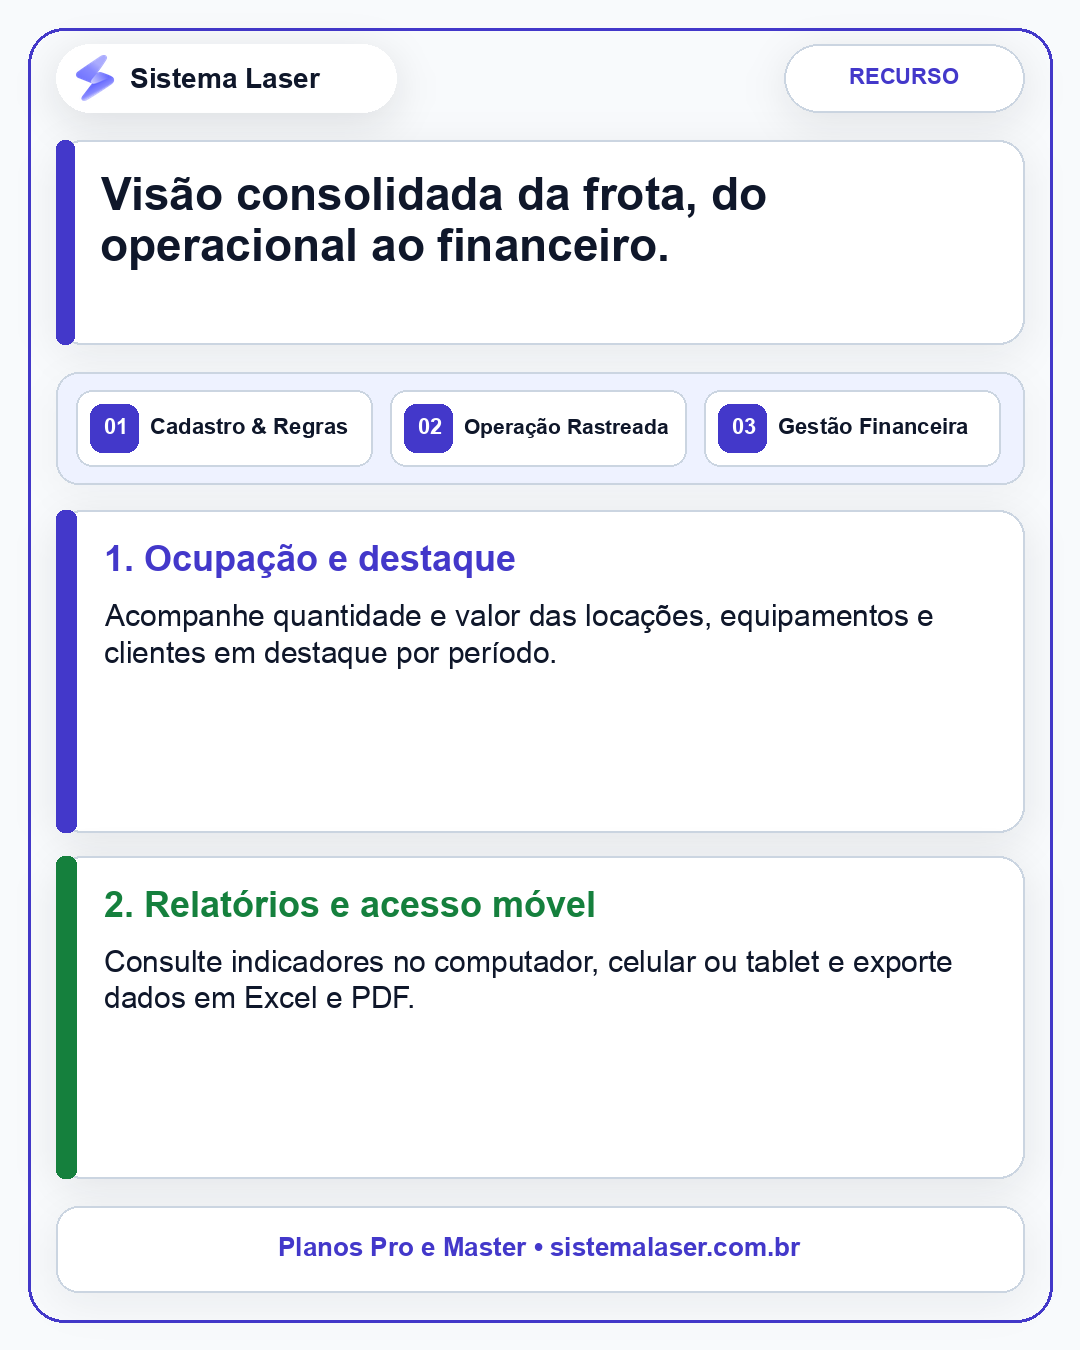 Sistema Laser
RECURSO
Visão consolidada da frota, do
operacional ao financeiro.
01 Cadastro & Regras
02 Operação Rastreada
03 Gestão Financeira
1. Ocupação e destaque
Acompanhe quantidade e valor das locações, equipamentos e
clientes em destaque por período.
2. Relatórios e acesso móvel
Consulte indicadores no computador, celular ou tablet e exporte
dados em Excel e PDF.
Planos Pro e Master • sistemalaser.com.br